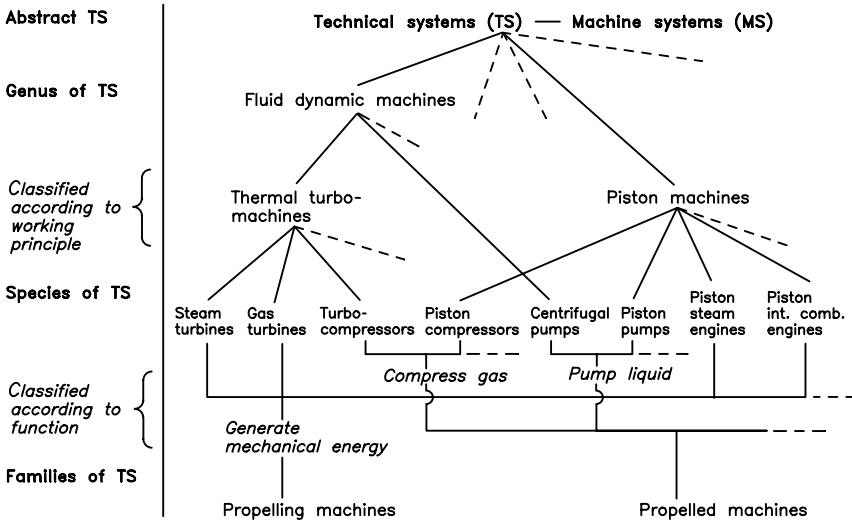 Abstract TS
Technical systems (TS) — Machine systems (MS)
Genus of TS
Fluid dynamic machines
Classified
according to
working
principle
Thermal turbo-
machines
Piston machines
Species of TS
Steam
turbines
Gas
turbines
Turbo-
compressors
Piston
compressors
Centrifugal
pumps
Piston
pumps
Piston
steam
engines
Piston
int. comb.
engines
Classified
according to
function
Compress gas
Pump liquid
Generate
mechanical energy
Families of TS
Propelling machines
Propelled machines